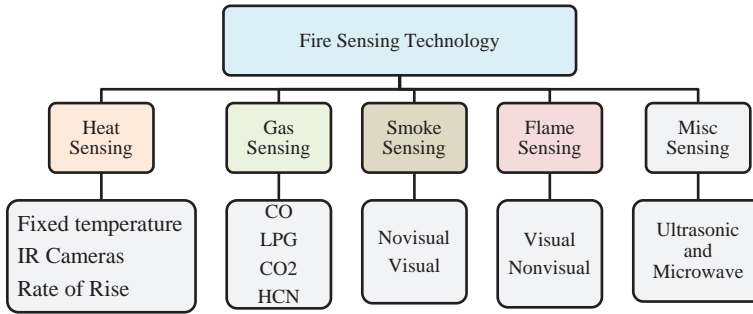 Fire Sensing Technology
Heat
Sensing
Gas
Sensing
Smoke
Sensing
Flame
Sensing
Misc
Sensing
Fixed temperature
IR Cameras
Rate of Rise
CO
LPG
CO2
HCN
Novisual
Visual
Visual
Nonvisual
Ultrasonic
and
Microwave